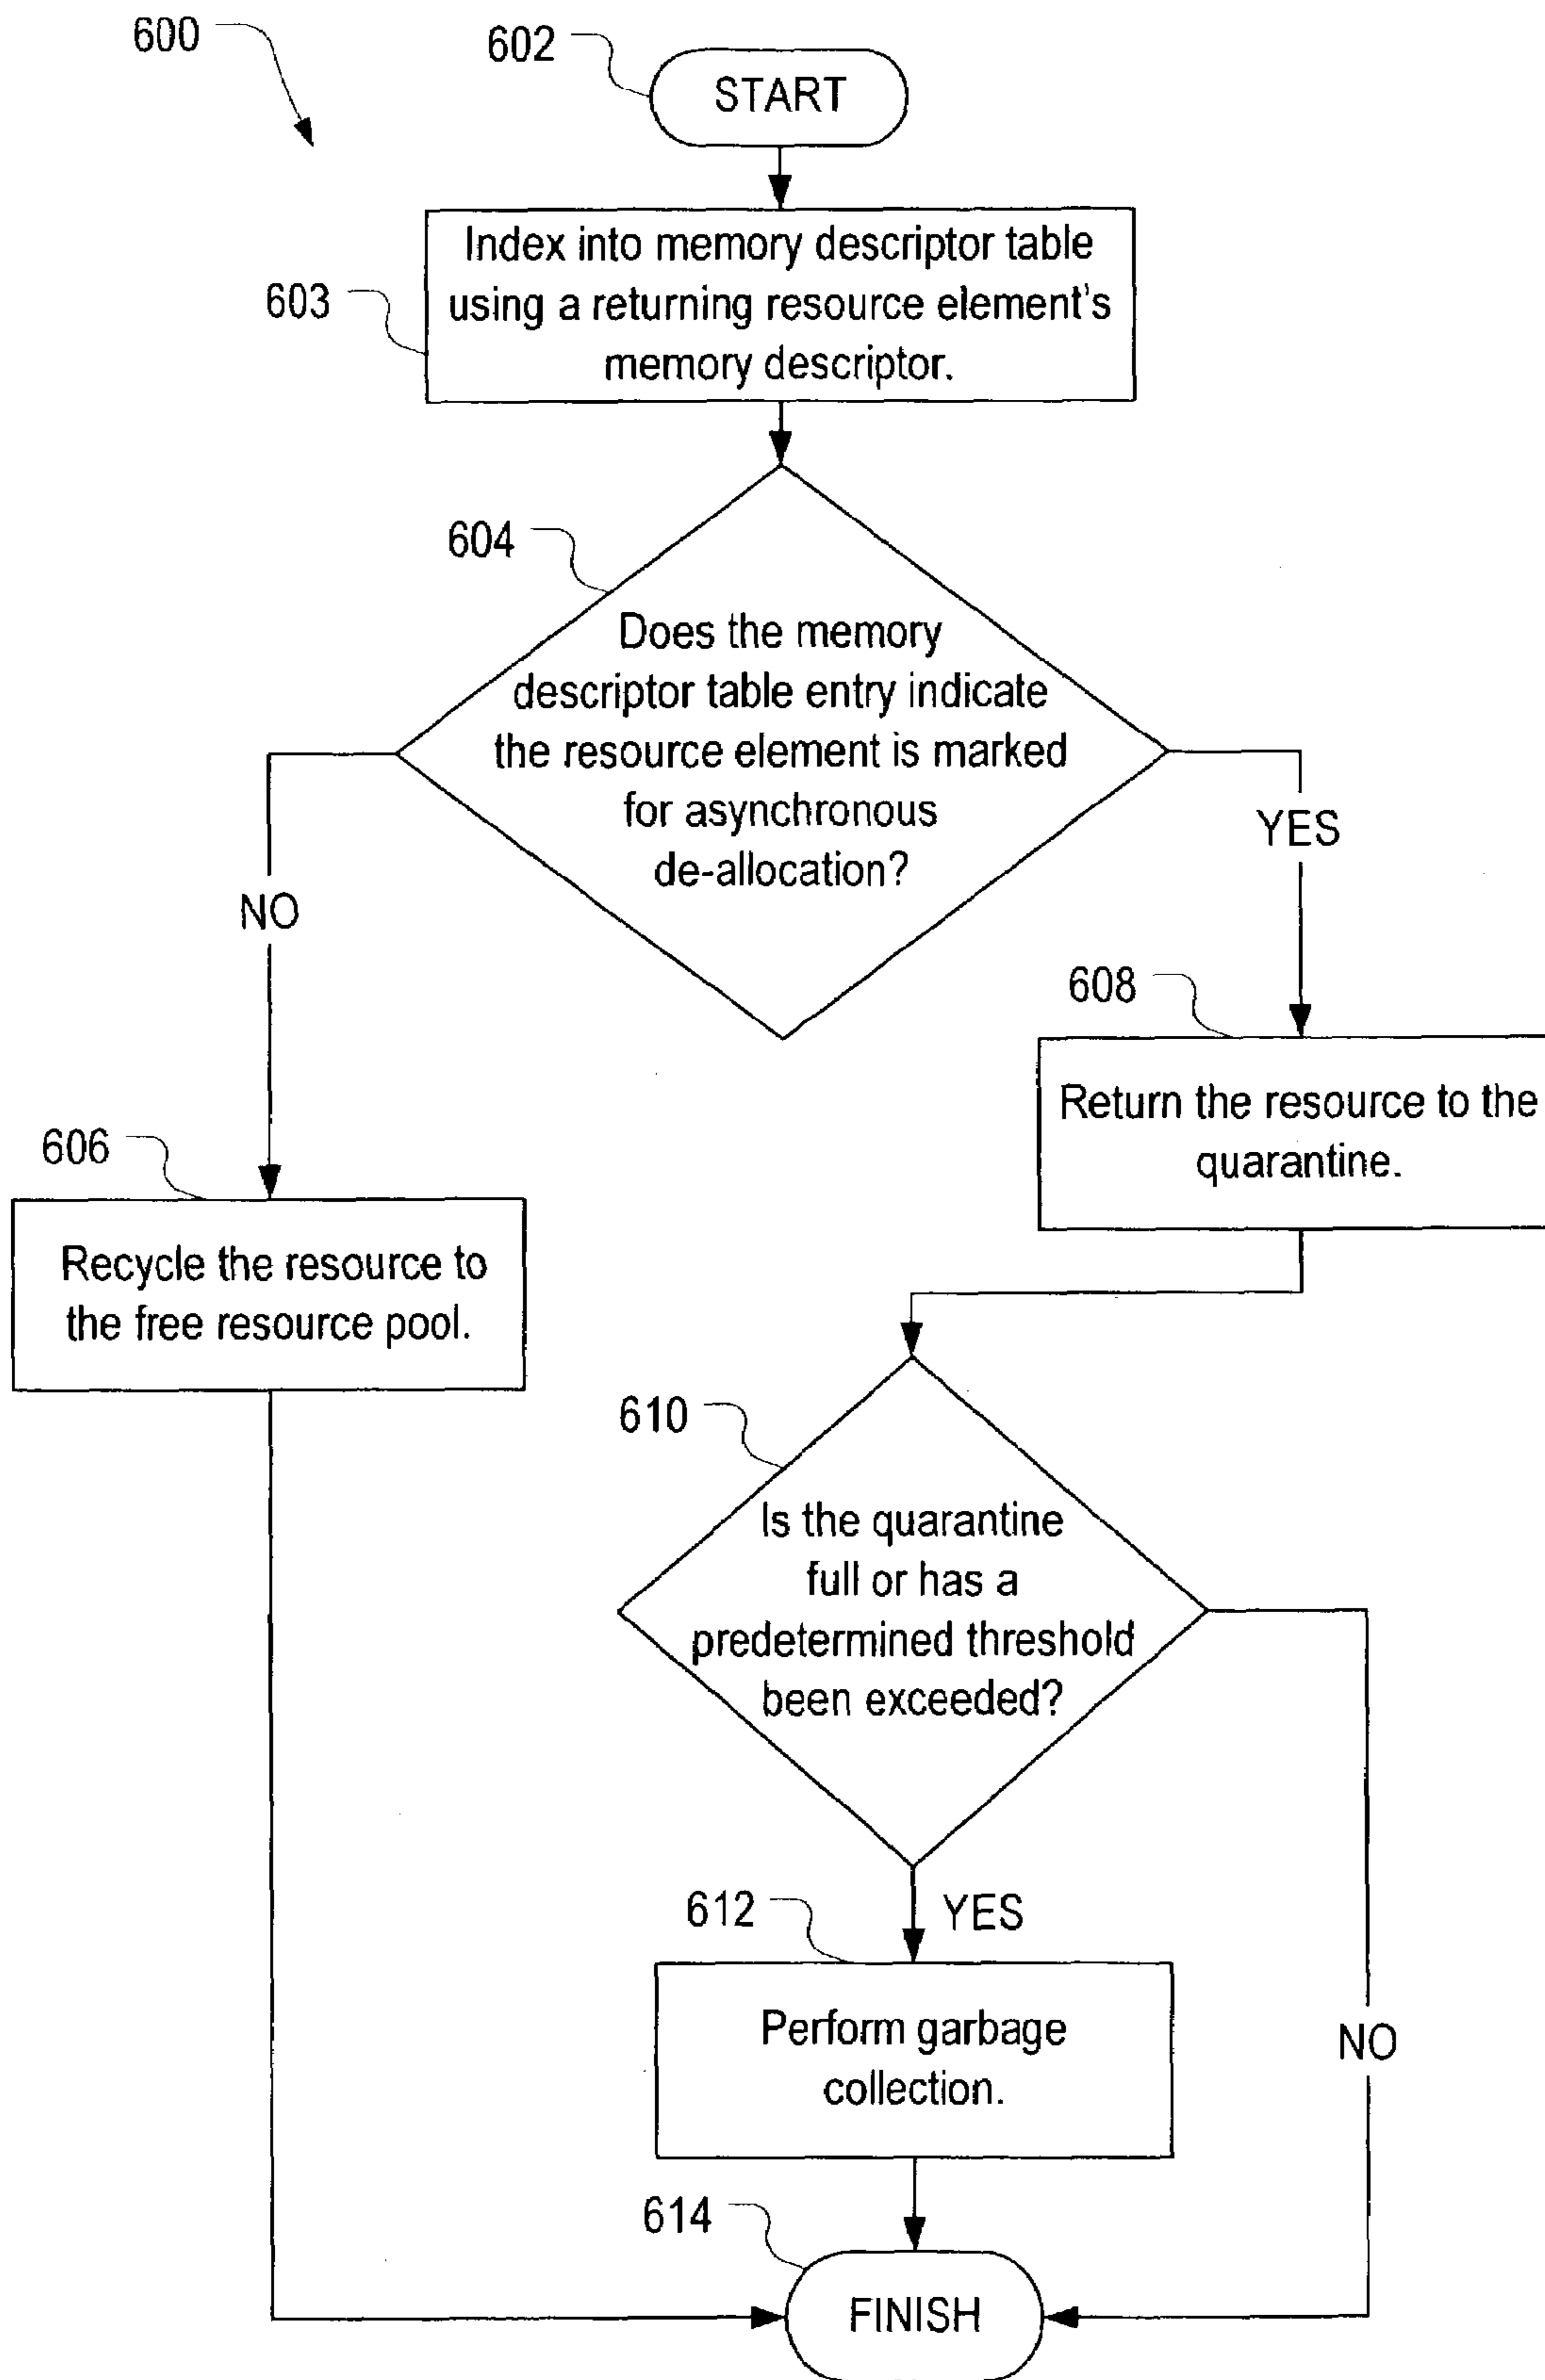 600
602
START
603
Index into memory descriptor table
using a returning resource element's
memory descriptor.
604
Does the memory
descriptor table entry indicate
the resource element is marked
for asynchronous
de-allocation?
NO
YES
606
Recycle the resource to
the free resource pool.
608
Return the resource to the
quarantine.
610
Is the quarantine
full or has a
predetermined threshold
been exceeded?
YES
NO
612
Perform garbage
collection.
614
FINISH